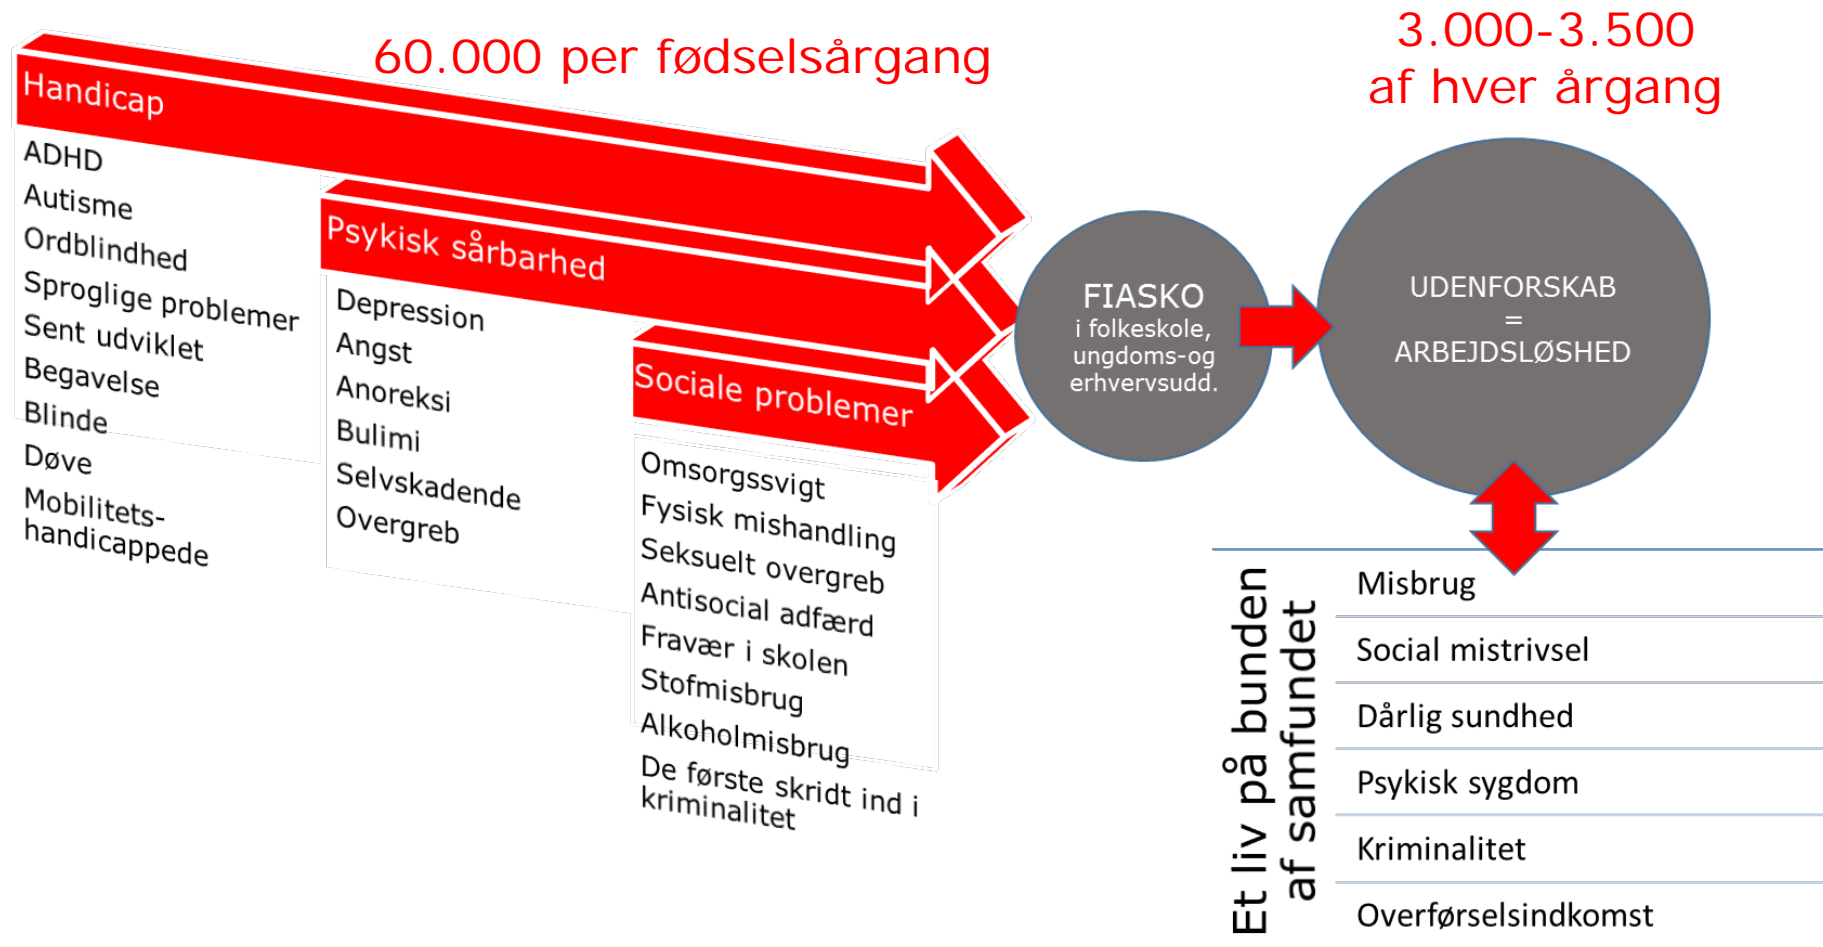 60.000 per fødselsårgang
3.000-3.500
af hver årgang
Handicap
ADHD
Autisme
Ordblindhed
Sproglige problemer
Sent udviklet
Begavelse
Blinde
Døve
Mobilitets-
handicappede
Psykisk sårbarhed
Depression
Angst
Anoreksi
Bulimi
Selvskadende
Overgreb
Sociale problemer
Omsorgssvigt
Fysisk mishandling
Seksuelt overgreb
Antisocial adfærd
Fravær i skolen
Stofmisbrug
Alkoholmisbrug
De første skridt ind i
kriminalitet
FIASKO
i folkeskole,
ungdoms-og
erhvervsudd.
UDENFORSKAB
=
ARBEJDSLØSHED
Et liv på bunden
af samfundet
Misbrug
Social mistrivsel
Dårlig sundhed
Psykisk sygdom
Kriminalitet
Overførselsindkomst